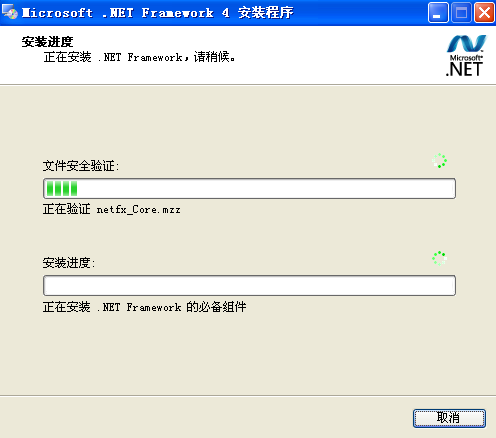 Microsoft .NET Framework 4 安装程序
安装进度
正在安装 .NET Framework，请稍候。
Microsoft®
.NET
文件安全验证:
正在验证 netfx_Core.mzz
安装进度:
正在安装 .NET Framework 的必备组件
取消